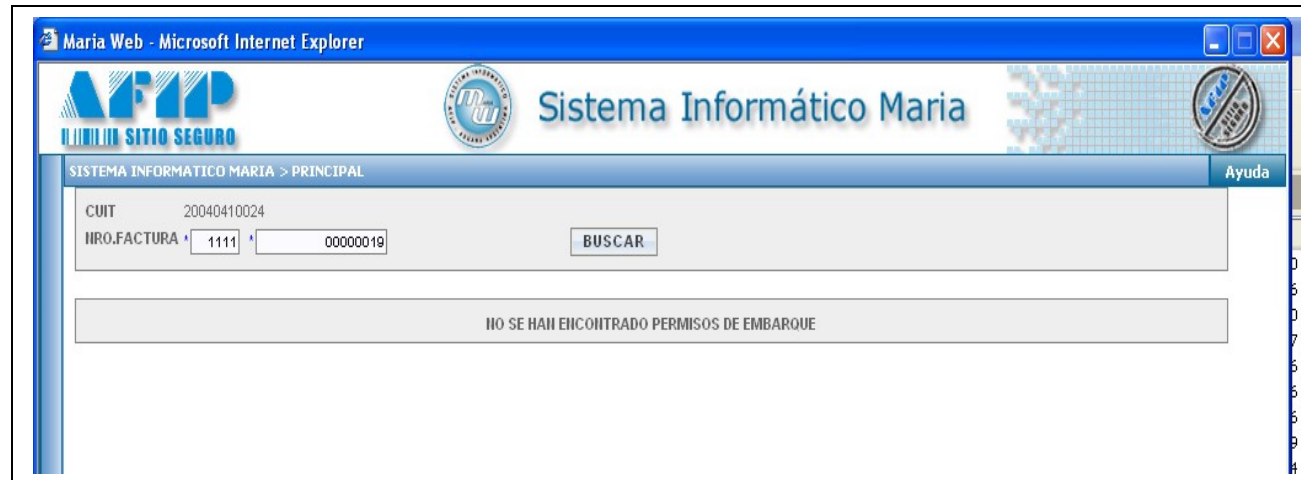 Maria Web - Microsoft Internet Explorer
AFIP
SITIO SEGURO
Sistema Informático Maria
SISTEMA INFORMATICO MARIA > PRINCIPAL
Ayuda
CUIT 20040410024
NRO.FACTURA * 1111 * 00000019 BUSCAR
NO SE HAN ENCONTRADO PERMISOS DE EMBARQUE